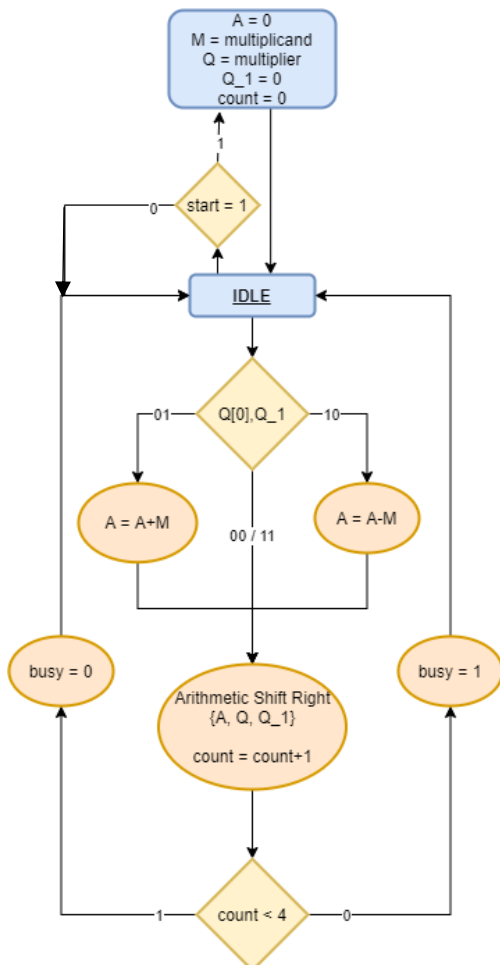 A = 0
M = multiplicand
Q = multiplier
Q_1 = 0
count = 0
1
start = 1
0
IDLE
Q[0],Q_1
01
10
A = A+M
A = A-M
00 / 11
busy = 0
busy = 1
Arithmetic Shift Right
{A, Q, Q_1}
count = count+1
count < 4
1
0